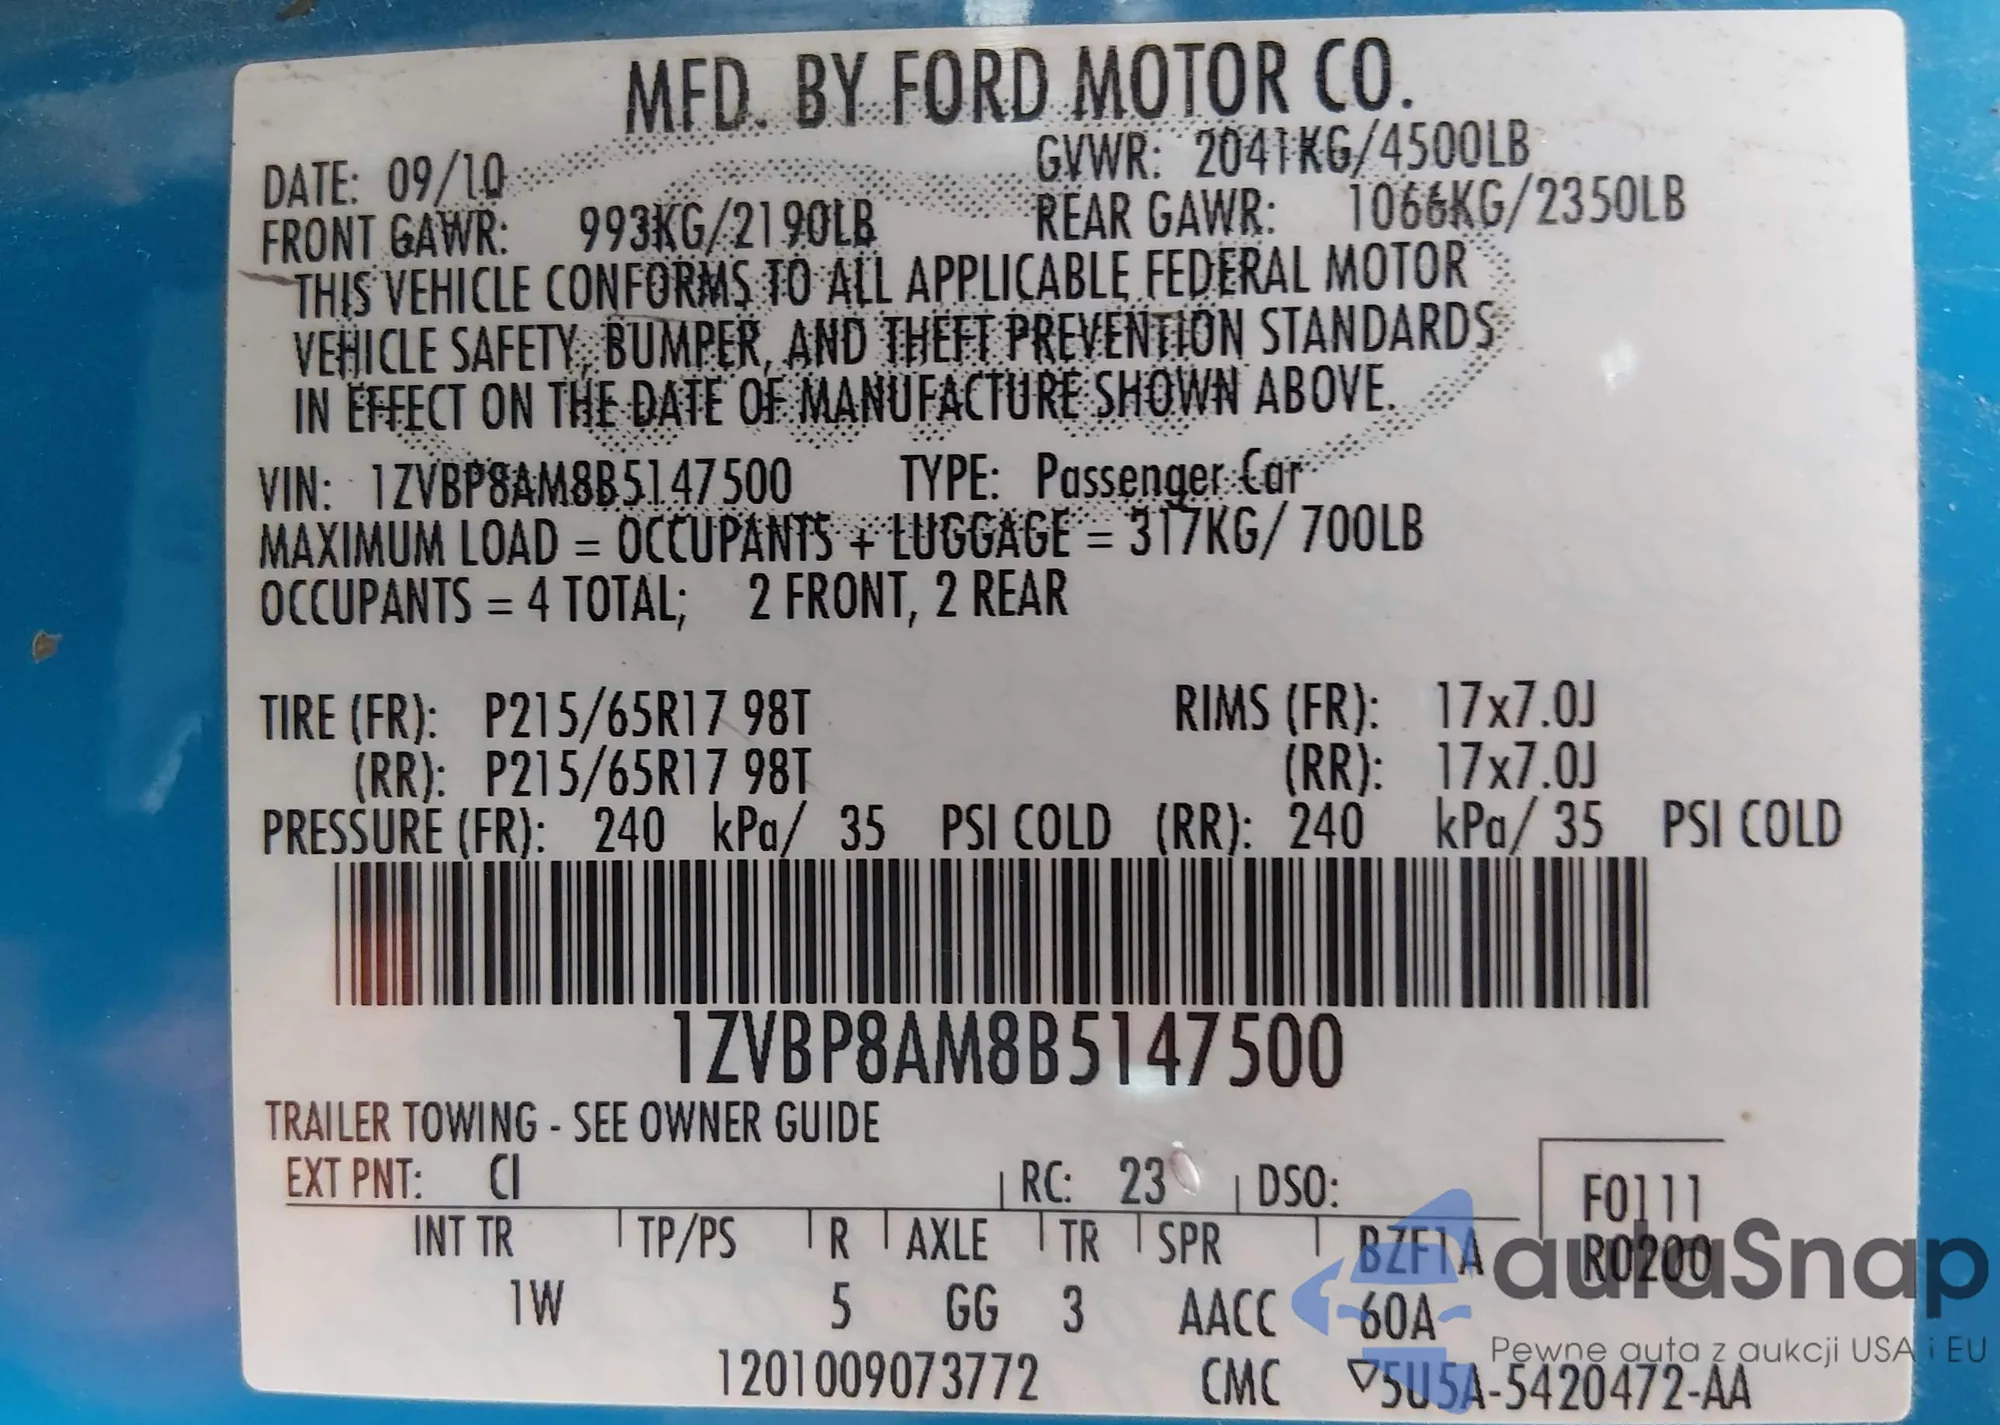 MFD. BY FORD MOTOR CO.
DATE: 09/10 GVWR: 2041KG/4500LB
FRONT GAWR: 993KG/2190LB REAR GAWR: 1066KG/2350LB
THIS VEHICLE CONFORMS TO ALL APPLICABLE FEDERAL MOTOR
VEHICLE SAFETY, BUMPER, AND THEFT PREVENTION STANDARDS
IN EFFECT ON THE DATE OF MANUFACTURE SHOWN ABOVE.
VIN: 1ZVBP8AM8B5147500 TYPE: Passenger Car
MAXIMUM LOAD = OCCUPANTS + LUGGAGE = 317KG/ 700LB
OCCUPANTS = 4 TOTAL; 2 FRONT, 2 REAR
TIRE (FR): P215/65R17 98T RIMS (FR): 17x7.0J
(RR): P215/65R17 98T (RR): 17x7.0J
PRESSURE (FR): 240 kPa/ 35 PSI COLD (RR): 240 kPa/ 35 PSI COLD
1ZVBP8AM8B5147500
TRAILER TOWING - SEE OWNER GUIDE
EXT PNT: CI RC: 23 DSO: F0111
INT TR TP/PS R AXLE TR SPR BZF1A R0200
1W 5 GG 3 AACC 60A
1201009073772 CMC ▽5U5A-5420472-AA
autaSnap
Pewne auta z aukcji USA i EU